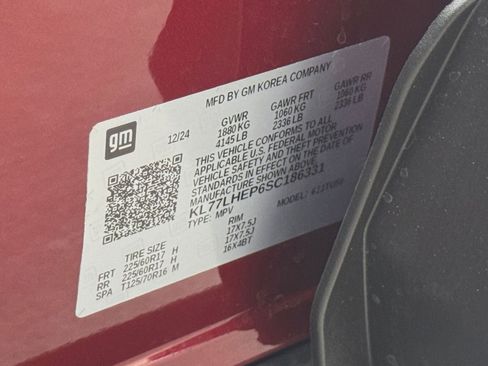 MFD BY GM KOREA COMPANY
gm
12/24
GVWR GAWR FRT GAWR RR
1880 KG 1060 KG 1060 KG
4145 LB 2336 LB 2336 LB
THIS VEHICLE CONFORMS TO ALL
APPLICABLE U.S. FEDERAL MOTOR
VEHICLE SAFETY AND THEFT PREVENTION
STANDARDS IN EFFECT ON THE DATE OF
MANUFACTURE SHOWN ABOVE.
KL77LHEP6SC186331
TYPE: MPV MODEL:
TIRE SIZE RIM
FRT 225/60R17 H 17X7.5J
RR 225/60R17 H 17X7.5J
SPA T125/70R16 M 16X4BT